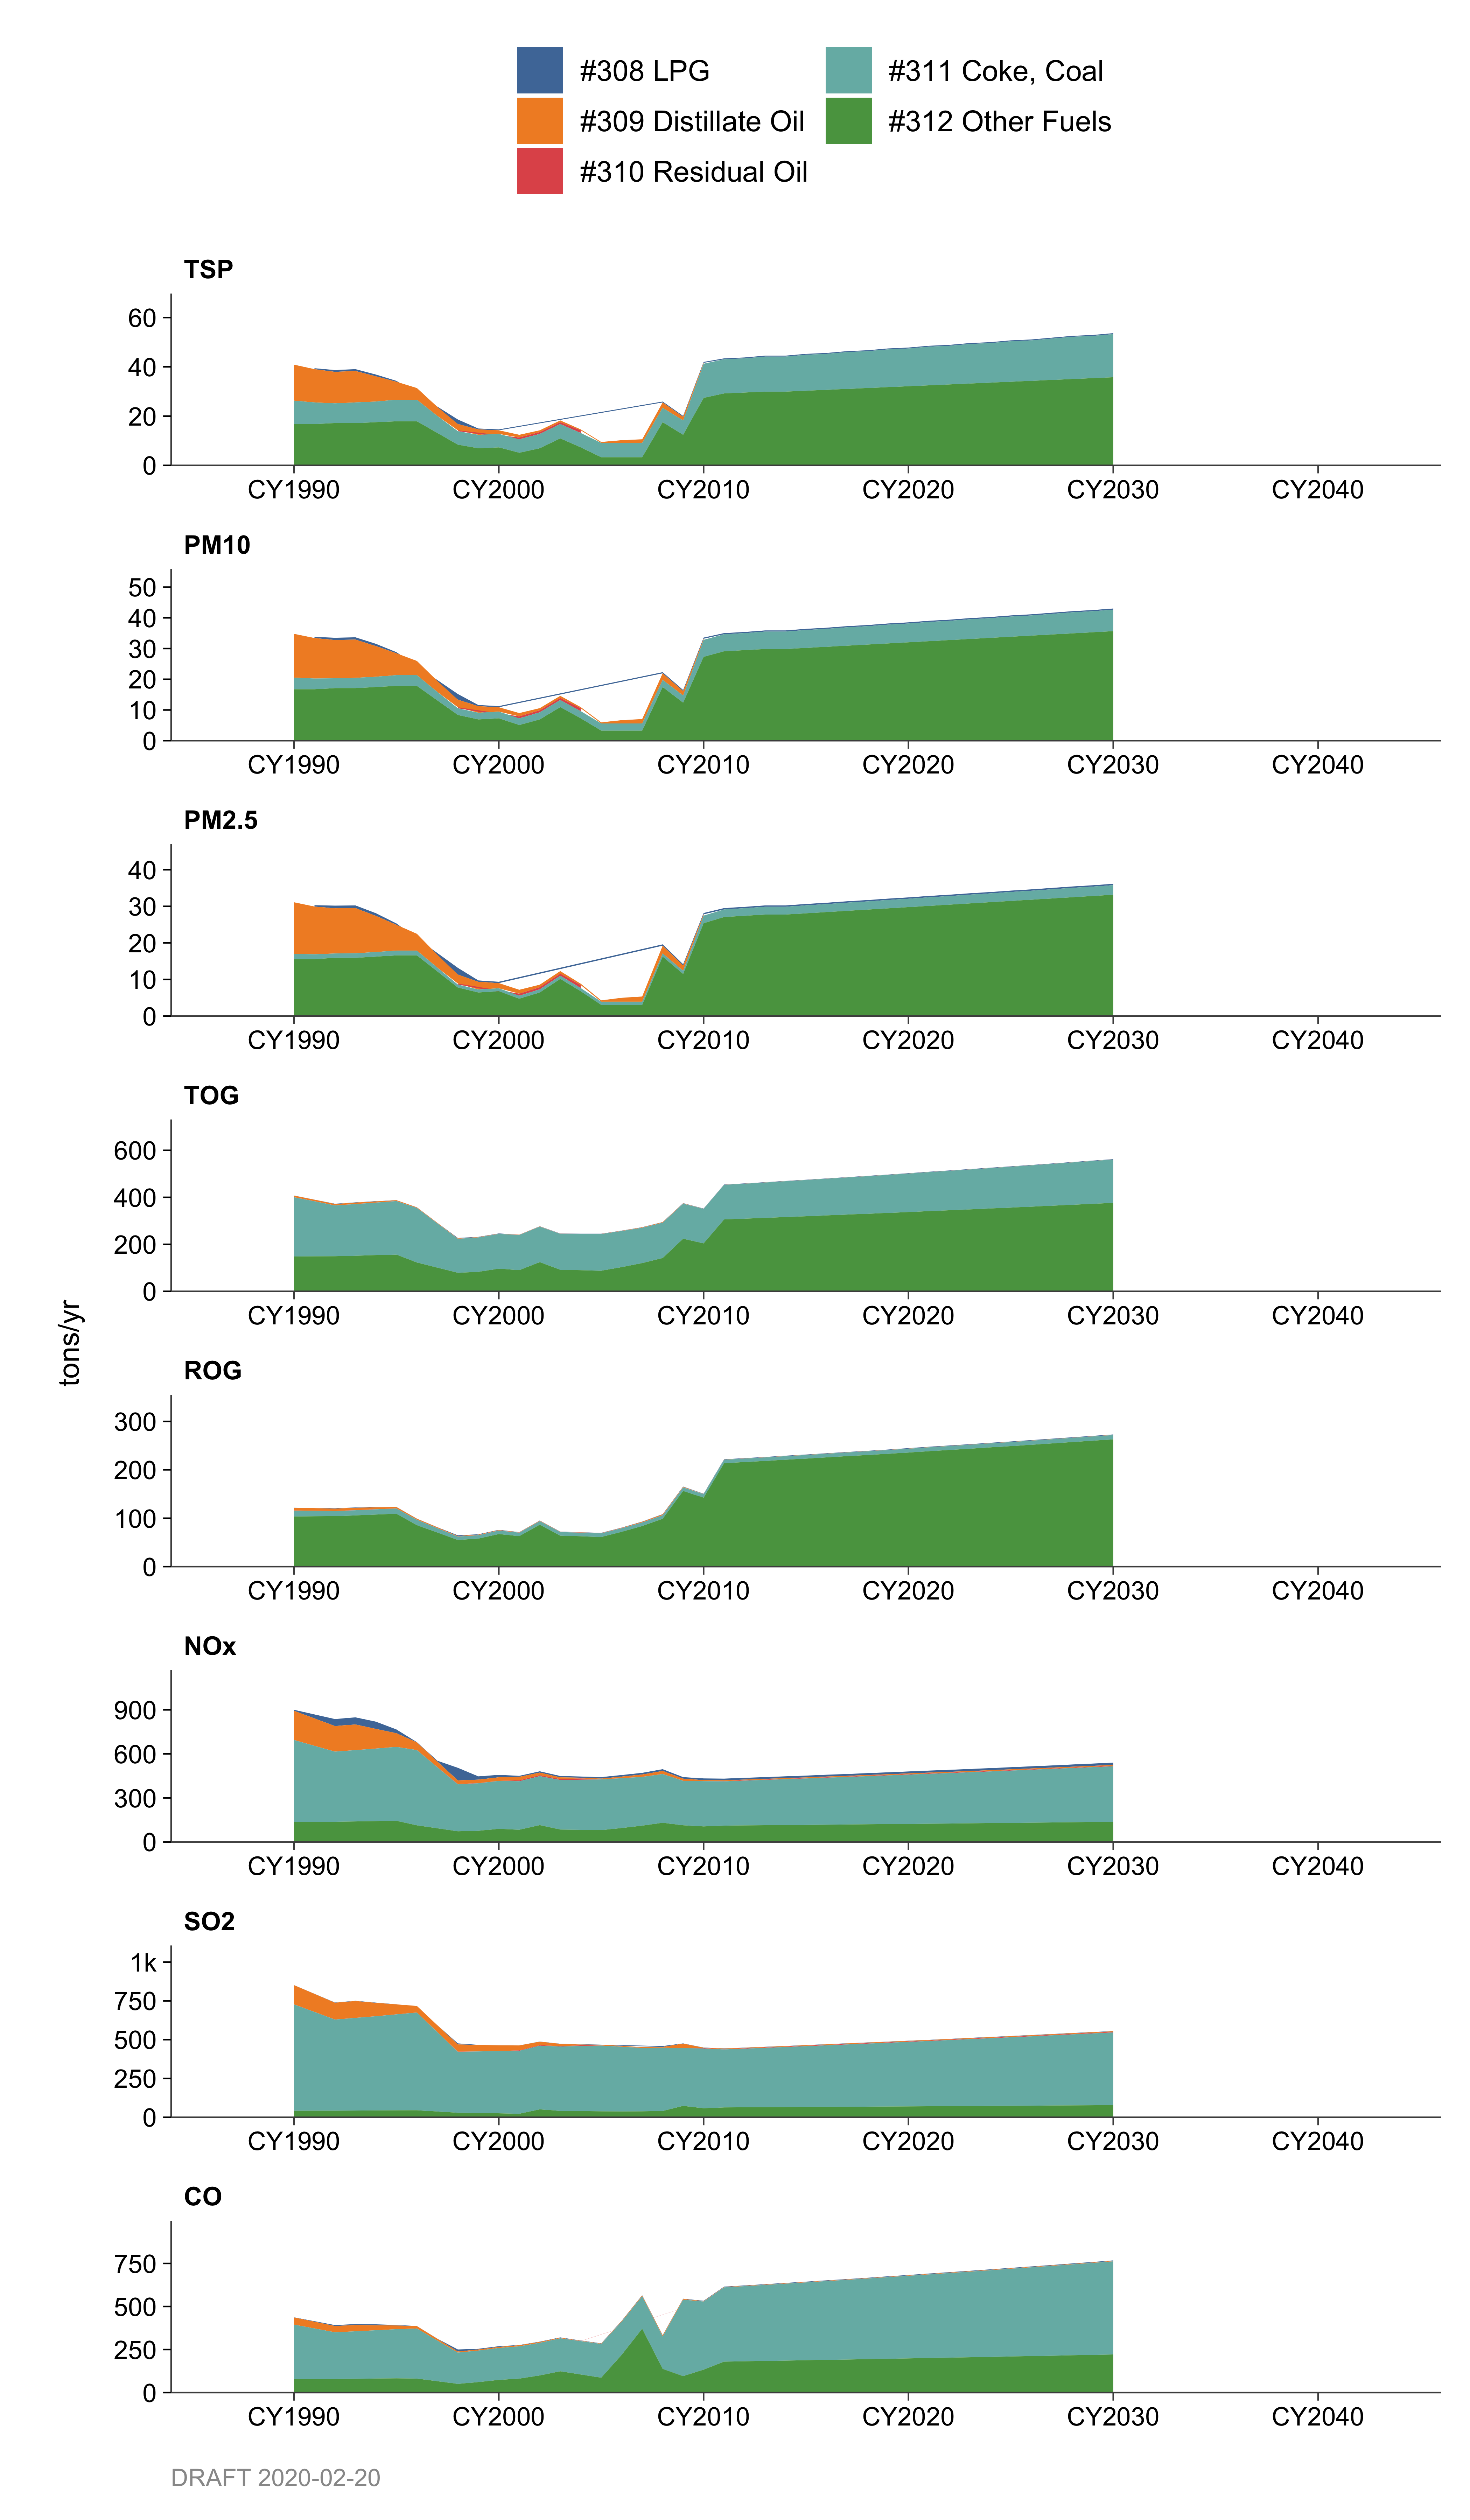 #308 LPG
#309 Distillate Oil
#310 Residual Oil
#311 Coke, Coal
#312 Other Fuels
tons/yr
TSP
60
40
20
0
CY1990 CY2000 CY2010 CY2020 CY2030 CY2040
PM10
50
40
30
20
10
0
CY1990 CY2000 CY2010 CY2020 CY2030 CY2040
PM2.5
40
30
20
10
0
CY1990 CY2000 CY2010 CY2020 CY2030 CY2040
TOG
600
400
200
0
CY1990 CY2000 CY2010 CY2020 CY2030 CY2040
ROG
300
200
100
0
CY1990 CY2000 CY2010 CY2020 CY2030 CY2040
NOx
900
600
300
0
CY1990 CY2000 CY2010 CY2020 CY2030 CY2040
SO2
1k
750
500
250
0
CY1990 CY2000 CY2010 CY2020 CY2030 CY2040
CO
750
500
250
0
CY1990 CY2000 CY2010 CY2020 CY2030 CY2040
DRAFT 2020-02-20